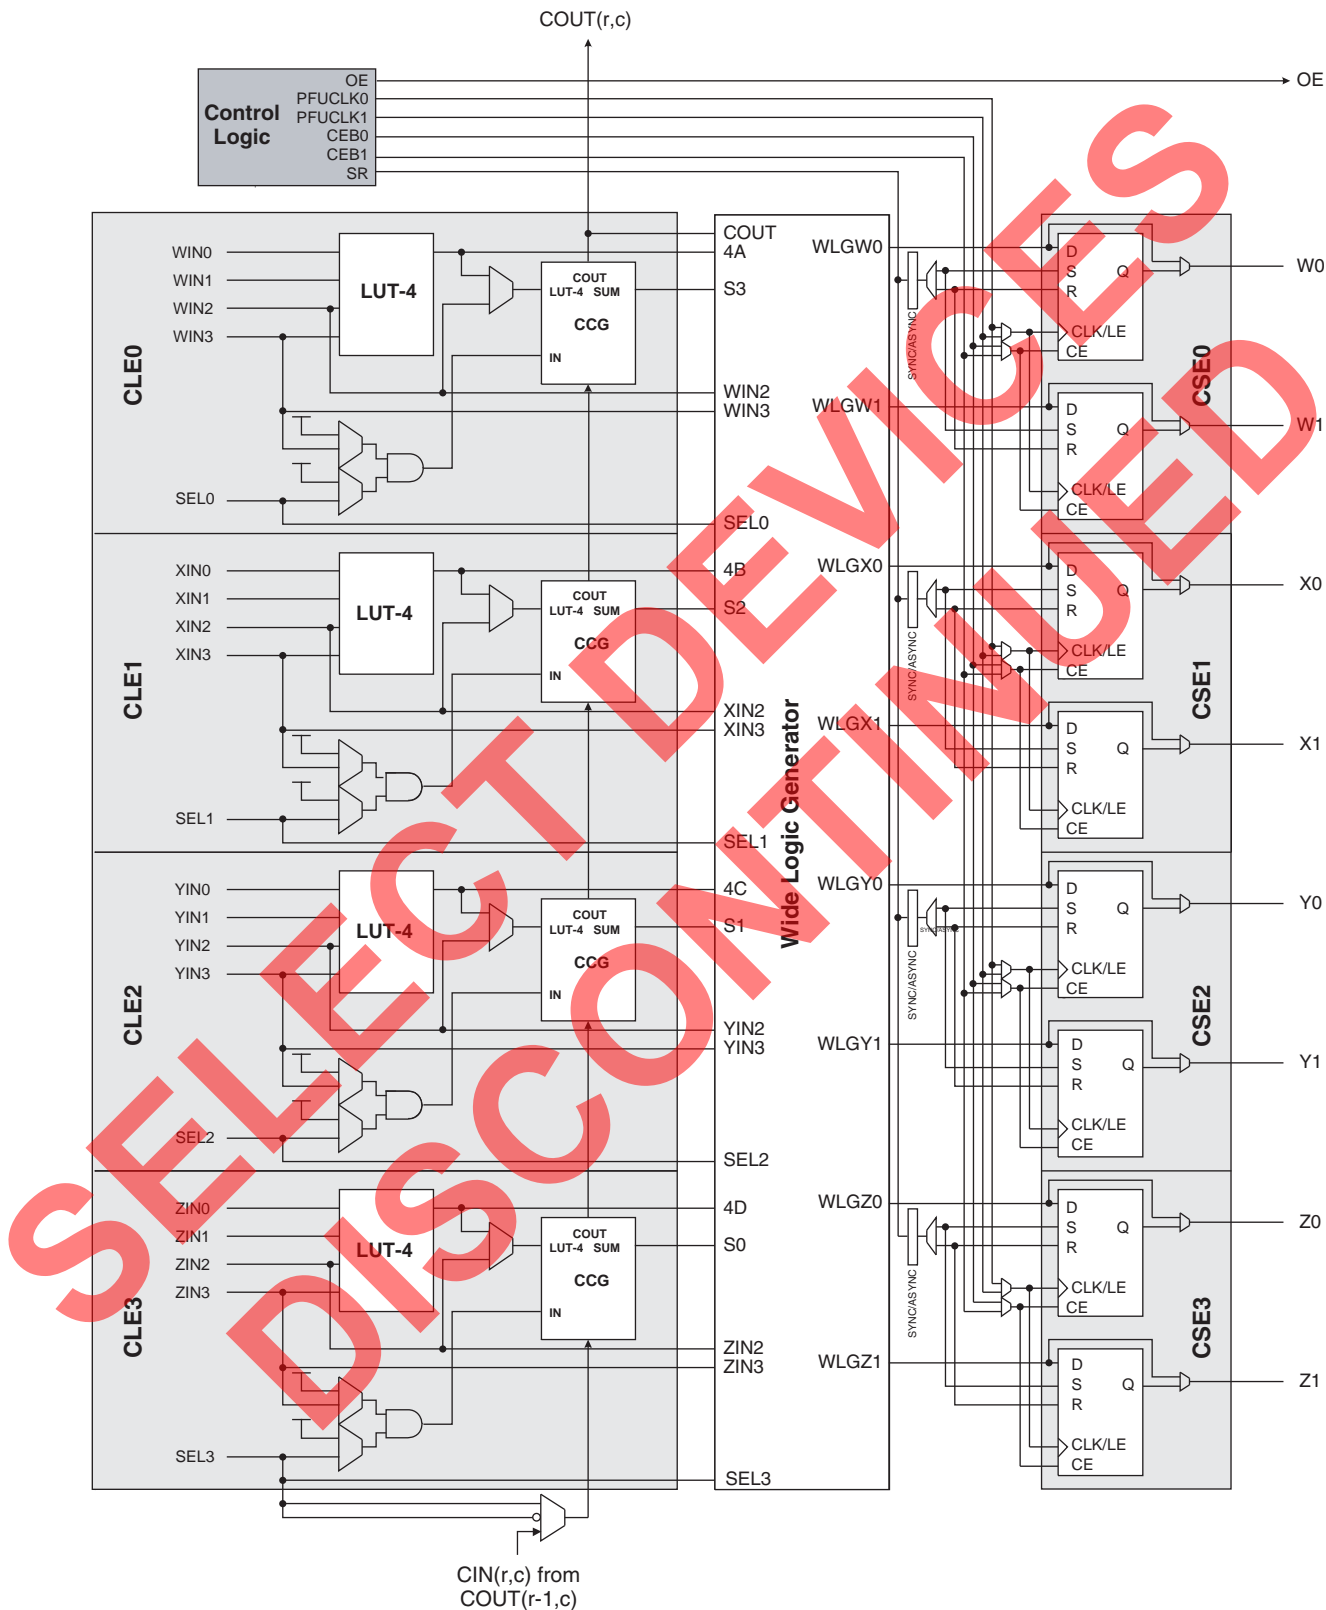 COUT(r,c)
Control
Logic
OE
PFUCLK0
PFUCLK1
CEB0
CEB1
SR
OE
CLE0
WIN0
WIN1
WIN2
WIN3
SEL0
LUT-4
COUT
LUT-4 SUM
CCG
IN
COUT
4A
S3
WIN2
WIN3
SEL0
CLE1
XIN0
XIN1
XIN2
XIN3
SEL1
LUT-4
COUT
LUT-4 SUM
CCG
IN
4B
S2
XIN2
XIN3
SEL1
CLE2
YIN0
YIN1
YIN2
YIN3
SEL2
LUT-4
COUT
LUT-4 SUM
CCG
IN
4C
S1
YIN2
YIN3
SEL2
CLE3
ZIN0
ZIN1
ZIN2
ZIN3
SEL3
LUT-4
COUT
LUT-4 SUM
CCG
IN
4D
S0
ZIN2
ZIN3
SEL3
CIN(r,c) from
COUT(r-1,c)
Wide Logic Generator
WLGW0
WLGW1
WLGX0
WLGX1
WLGY0
WLGY1
WLGZ0
WLGZ1
SYNC/ASYNC
D
S
R
Q
CLK/LE
CE
W0
D
S
R
Q
CLK/LE
CE
W1
CSE0
SYNC/ASYNC
D
S
R
Q
CLK/LE
CE
X0
D
S
R
Q
CLK/LE
CE
X1
CSE1
SYNC/ASYNC
SYNC/ASYNC
D
S
R
Q
CLK/LE
CE
Y0
D
S
R
Q
CLK/LE
CE
Y1
CSE2
SYNC/ASYNC
D
S
R
Q
CLK/LE
CE
Z0
D
S
R
Q
CLK/LE
CE
Z1
CSE3
SELECT DEVICES
DISCONTINUED